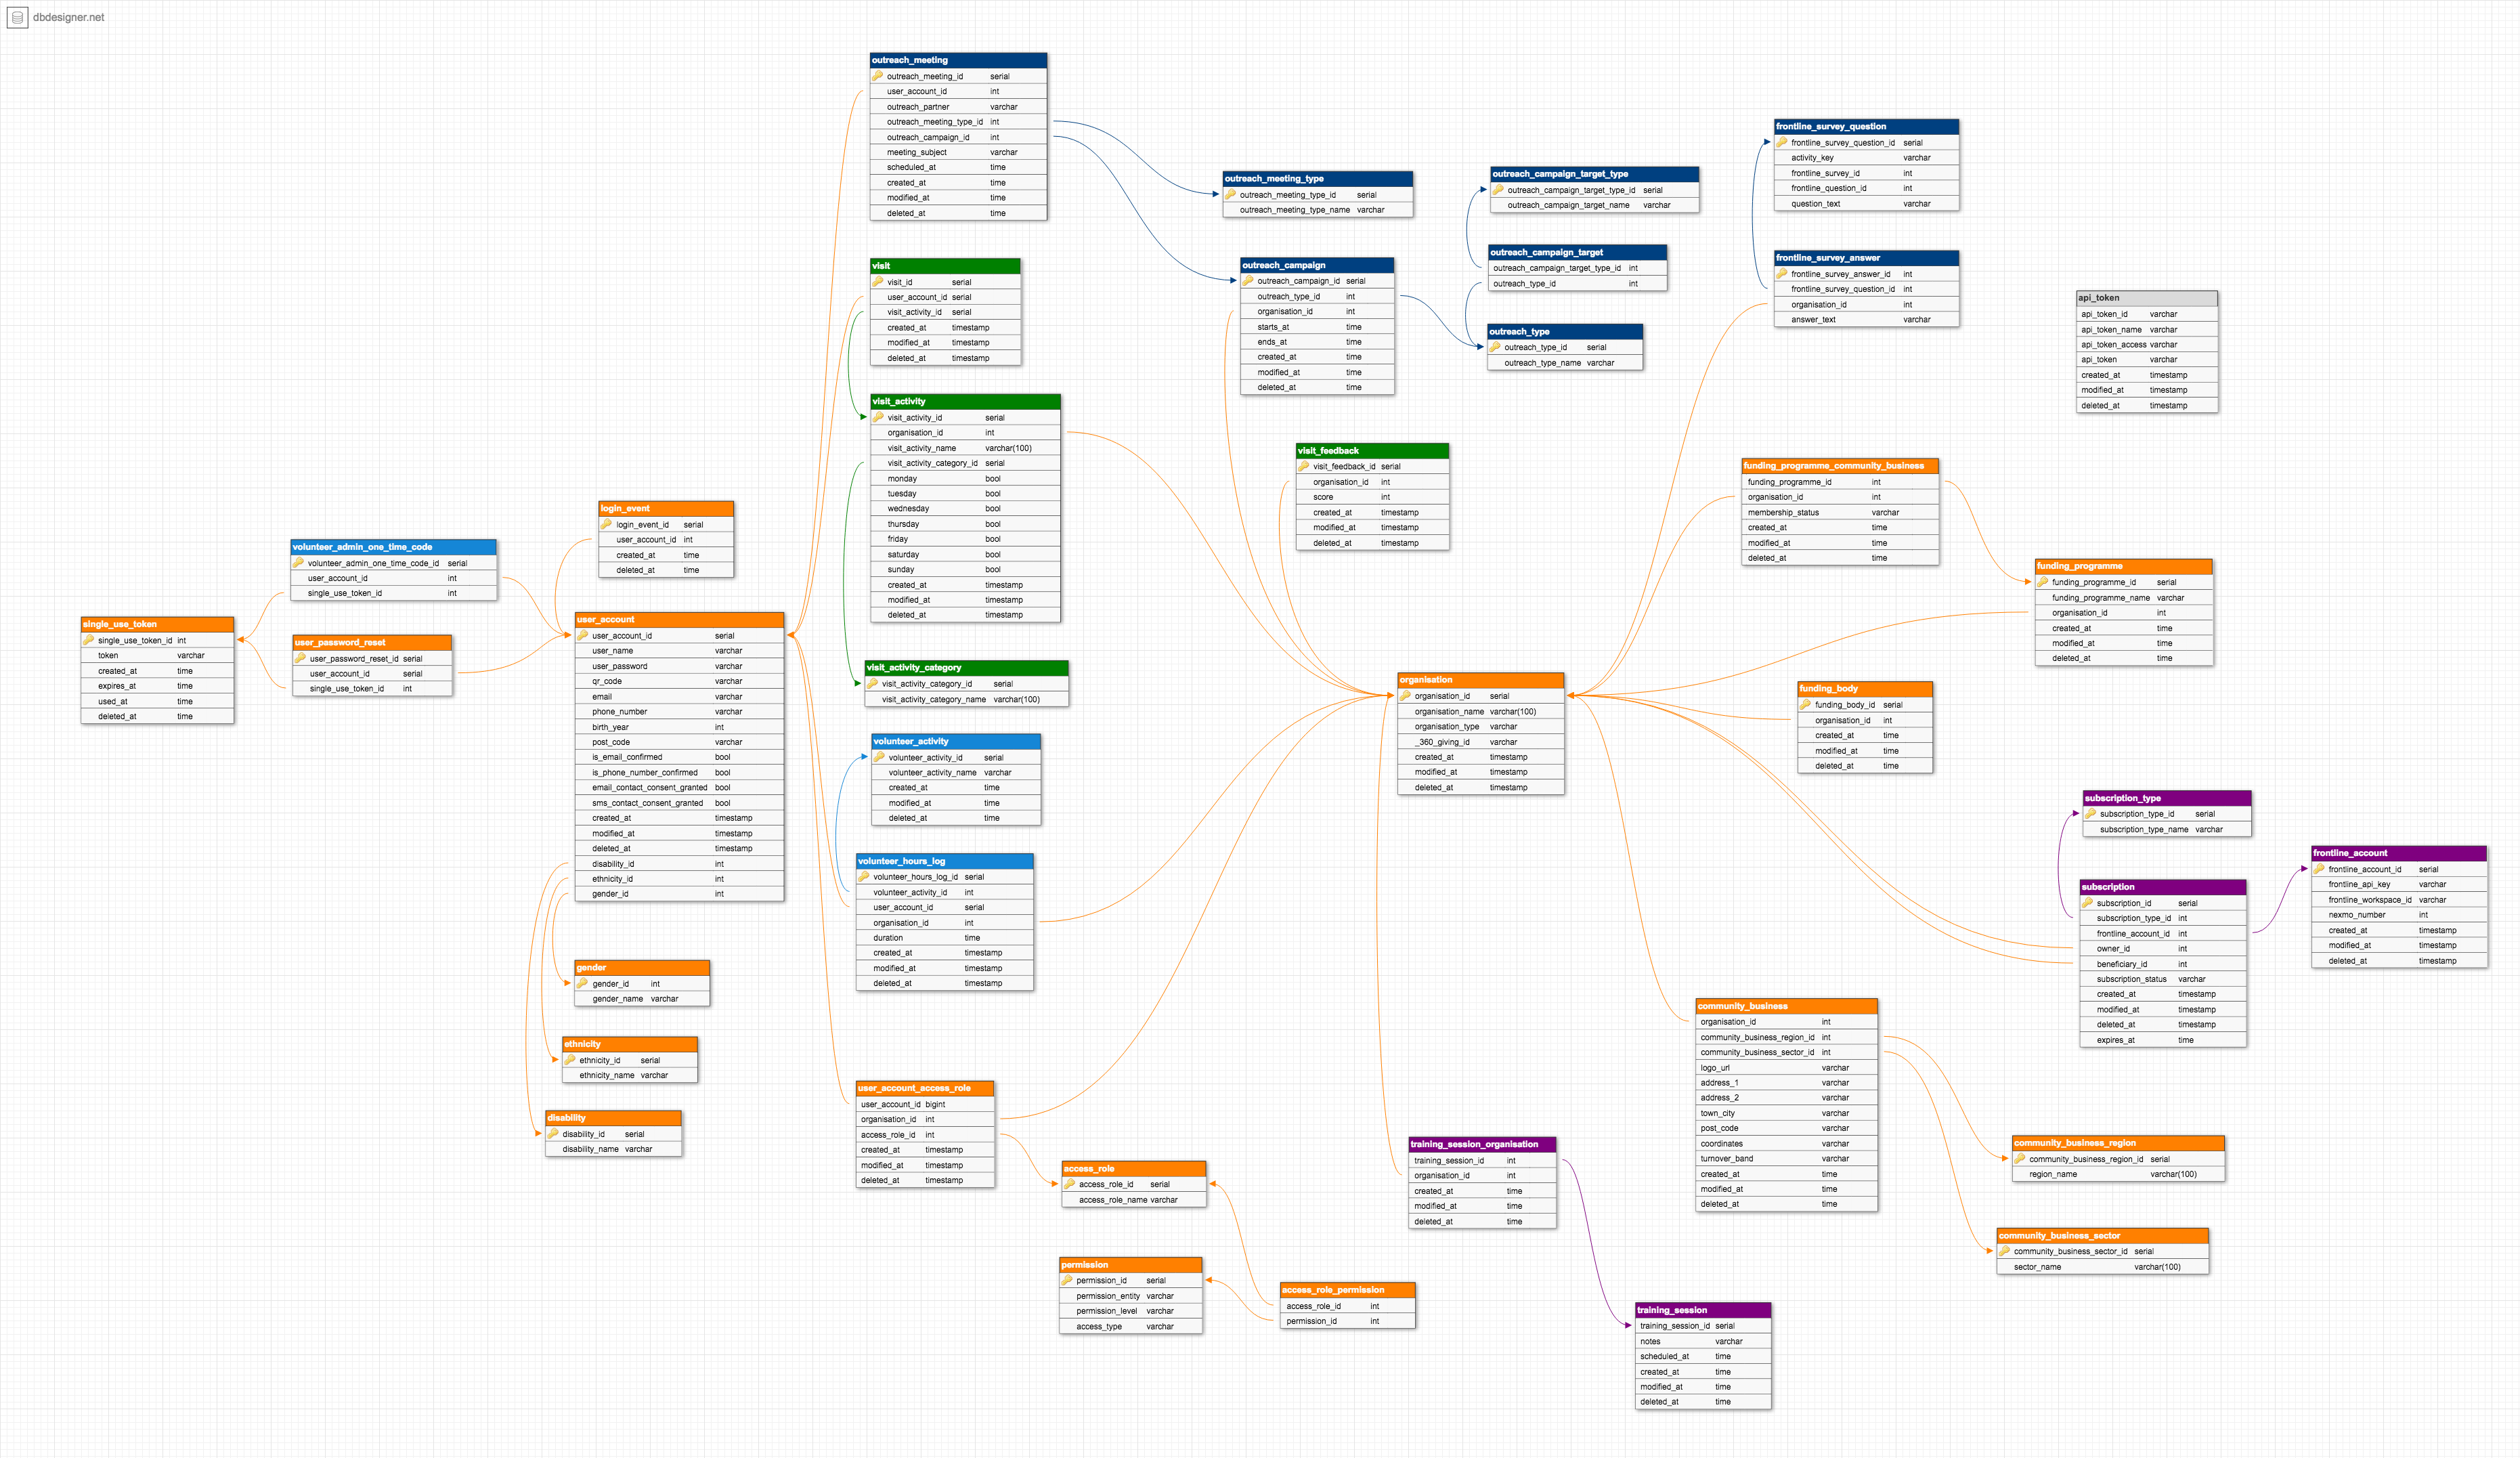 dbdesigner.net
outreach_meeting
outreach_meeting_id serial
user_account_id int
outreach_partner varchar
outreach_meeting_type_id int
outreach_campaign_id int
meeting_subject varchar
scheduled_at time
created_at time
modified_at time
deleted_at time
outreach_meeting_type
outreach_meeting_type_id serial
outreach_meeting_type_name varchar
outreach_campaign_target_type
outreach_campaign_target_type_id serial
outreach_campaign_target_name varchar
frontline_survey_question
frontline_survey_question_id serial
activity_key varchar
frontline_survey_id int
frontline_question_id int
question_text varchar
visit
visit_id serial
user_account_id serial
visit_activity_id serial
created_at timestamp
modified_at timestamp
deleted_at timestamp
outreach_campaign
outreach_campaign_id serial
outreach_type_id int
organisation_id int
starts_at time
ends_at time
created_at time
modified_at time
deleted_at time
outreach_campaign_target
outreach_campaign_target_type_id int
outreach_type_id int
outreach_type
outreach_type_id serial
outreach_type_name varchar
frontline_survey_answer
frontline_survey_answer_id int
frontline_survey_question_id int
organisation_id int
answer_text varchar
api_token
api_token_id varchar
api_token_name varchar
api_token_access varchar
api_token varchar
created_at timestamp
modified_at timestamp
deleted_at timestamp
visit_activity
visit_activity_id serial
organisation_id int
visit_activity_name varchar(100)
visit_activity_category_id serial
monday bool
tuesday bool
wednesday bool
thursday bool
friday bool
saturday bool
sunday bool
created_at timestamp
modified_at timestamp
deleted_at timestamp
visit_feedback
visit_feedback_id serial
organisation_id int
score int
created_at timestamp
modified_at timestamp
deleted_at timestamp
funding_programme_community_business
funding_programme_id int
organisation_id int
membership_status varchar
created_at time
modified_at time
deleted_at time
login_event
login_event_id serial
user_account_id int
created_at time
deleted_at time
volunteer_admin_one_time_code
volunteer_admin_one_time_code_id serial
user_account_id int
single_use_token_id int
funding_programme
funding_programme_id serial
funding_programme_name varchar
organisation_id int
created_at time
modified_at time
deleted_at time
single_use_token
single_use_token_id int
token varchar
created_at time
expires_at time
used_at time
deleted_at time
user_password_reset
user_password_reset_id serial
user_account_id serial
single_use_token_id int
user_account
user_account_id serial
user_name varchar
user_password varchar
qr_code varchar
email varchar
phone_number varchar
birth_year int
post_code varchar
is_email_confirmed bool
is_phone_number_confirmed bool
email_contact_consent_granted bool
sms_contact_consent_granted bool
created_at timestamp
modified_at timestamp
deleted_at timestamp
disability_id int
ethnicity_id int
gender_id int
visit_activity_category
visit_activity_category_id serial
visit_activity_category_name varchar(100)
organisation
organisation_id serial
organisation_name varchar(100)
organisation_type varchar
_360_giving_id varchar
created_at timestamp
modified_at timestamp
deleted_at timestamp
funding_body
funding_body_id serial
organisation_id int
created_at time
modified_at time
deleted_at time
volunteer_activity
volunteer_activity_id serial
volunteer_activity_name varchar
created_at time
modified_at time
deleted_at time
subscription_type
subscription_type_id serial
subscription_type_name varchar
frontline_account
frontline_account_id serial
frontline_api_key varchar
frontline_workspace_id varchar
nexmo_number int
created_at timestamp
modified_at timestamp
deleted_at timestamp
volunteer_hours_log
volunteer_hours_log_id serial
volunteer_activity_id int
user_account_id serial
organisation_id int
duration time
created_at timestamp
modified_at timestamp
deleted_at timestamp
subscription
subscription_id serial
subscription_type_id int
frontline_account_id int
owner_id int
beneficiary_id int
subscription_status varchar
created_at timestamp
modified_at timestamp
deleted_at timestamp
expires_at time
gender
gender_id int
gender_name varchar
ethnicity
ethnicity_id serial
ethnicity_name varchar
disability
disability_id serial
disability_name varchar
community_business
organisation_id int
community_business_region_id int
community_business_sector_id int
logo_url varchar
address_1 varchar
address_2 varchar
town_city varchar
post_code varchar
coordinates varchar
turnover_band varchar
created_at time
modified_at time
deleted_at time
user_account_access_role
user_account_id bigint
organisation_id int
access_role_id int
created_at timestamp
modified_at timestamp
deleted_at timestamp
access_role
access_role_id serial
access_role_name varchar
training_session_organisation
training_session_id int
organisation_id int
created_at time
modified_at time
deleted_at time
community_business_region
community_business_region_id serial
region_name varchar(100)
community_business_sector
community_business_sector_id serial
sector_name varchar(100)
permission
permission_id serial
permission_entity varchar
permission_level varchar
access_type varchar
access_role_permission
access_role_id int
permission_id int
training_session
training_session_id serial
notes varchar
scheduled_at time
created_at time
modified_at time
deleted_at time